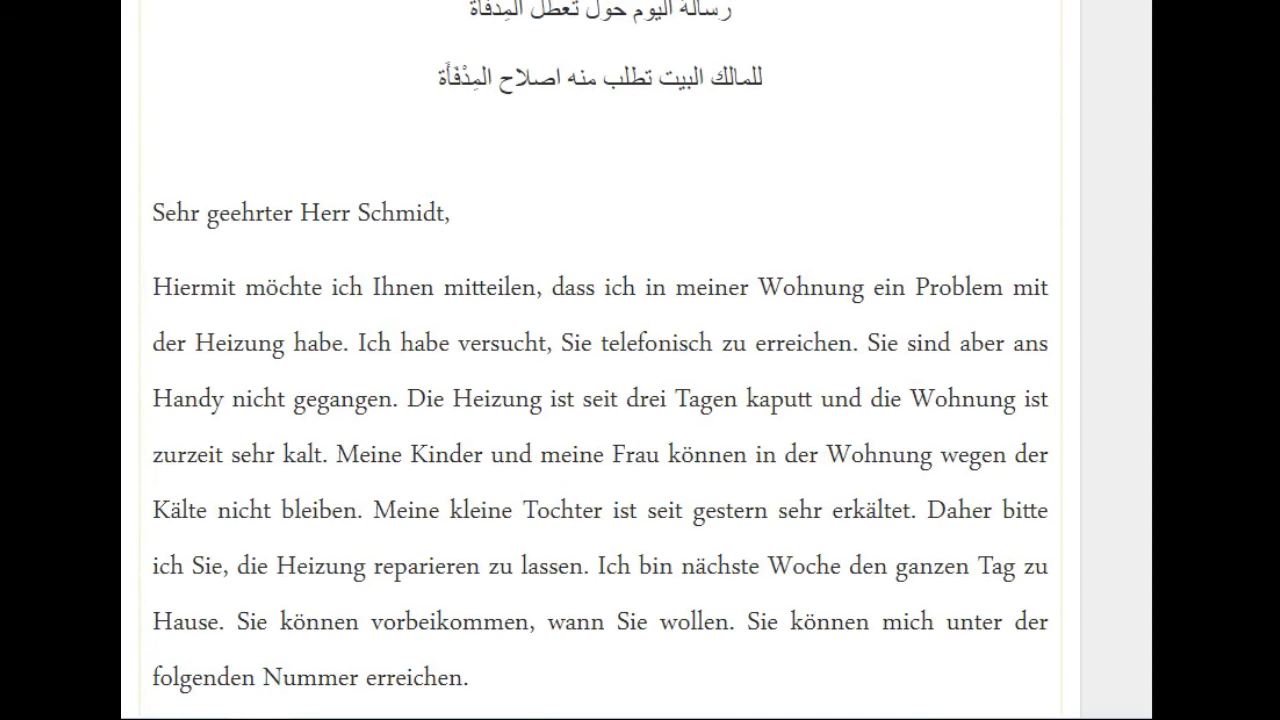 رسالة اليوم حول تعطل المِدفأة
للمالك البيت تطلب منه اصلاح المِدْفَأَة
Sehr geehrter Herr Schmidt,
Hiermit möchte ich Ihnen mitteilen, dass ich in meiner Wohnung ein Problem mit
der Heizung habe. Ich habe versucht, Sie telefonisch zu erreichen. Sie sind aber ans
Handy nicht gegangen. Die Heizung ist seit drei Tagen kaputt und die Wohnung ist
zurzeit sehr kalt. Meine Kinder und meine Frau können in der Wohnung wegen der
Kälte nicht bleiben. Meine kleine Tochter ist seit gestern sehr erkältet. Daher bitte
ich Sie, die Heizung reparieren zu lassen. Ich bin nächste Woche den ganzen Tag zu
Hause. Sie können vorbeikommen, wann Sie wollen. Sie können mich unter der
folgenden Nummer erreichen.